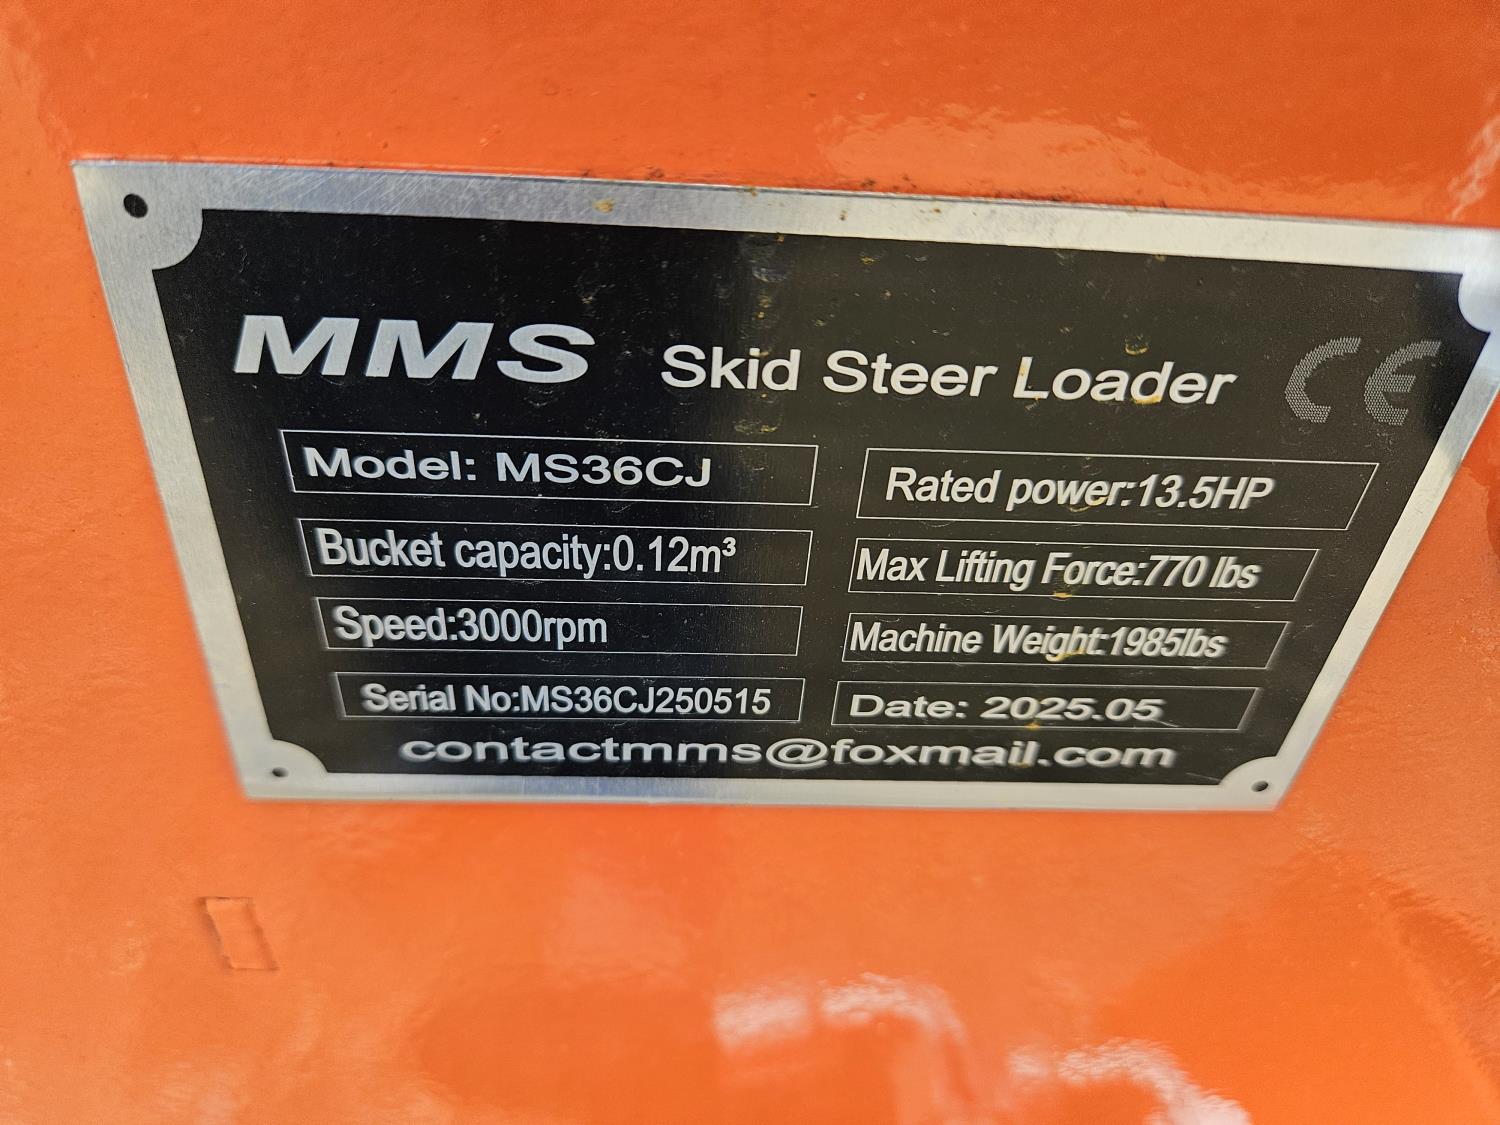 MMS Skid Steer Loader CE
Model: MS36CJ
Rated power:13.5HP
Bucket capacity:0.12m³
Max Lifting Force:770 lbs
Speed:3000rpm
Machine Weight:1985lbs
Serial No:MS36CJ250515
Date: 2025.05
contactmms@foxmail.com